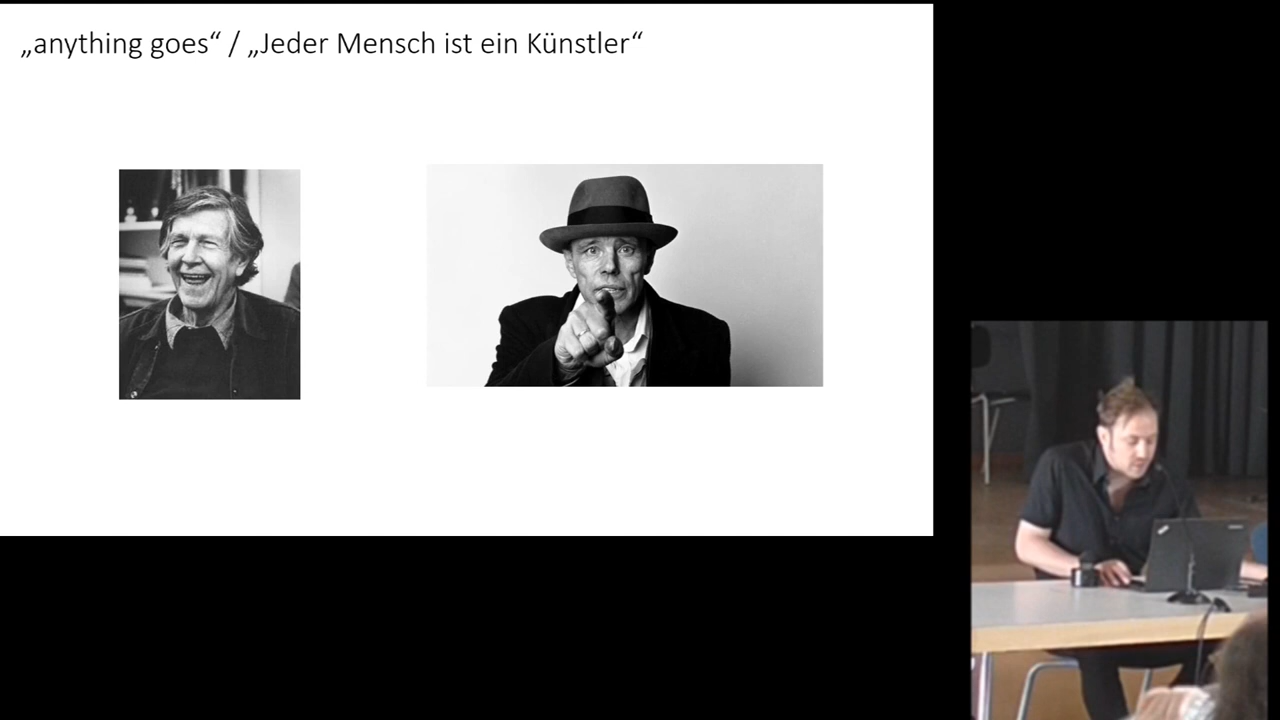 „anything goes“ / „Jeder Mensch ist ein Künstler“